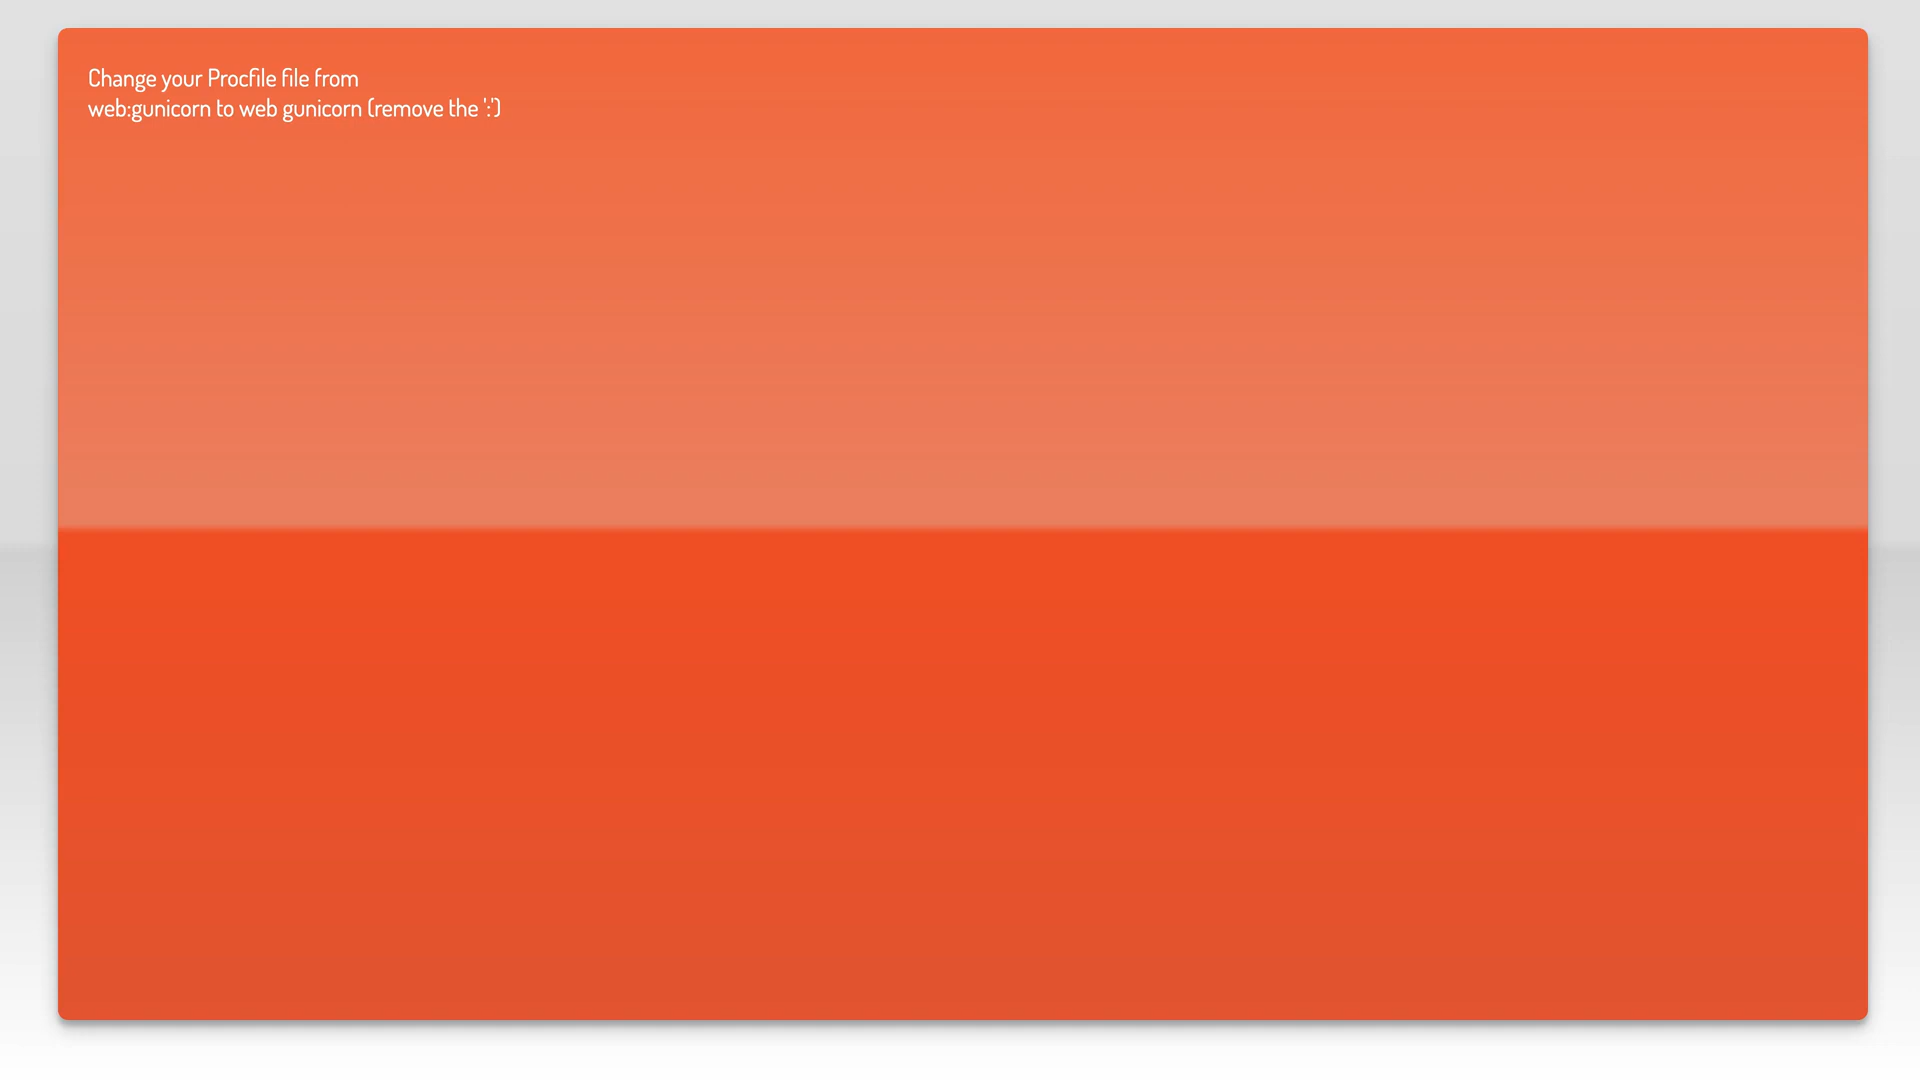 Change your Procfile file from
web:gunicorn to web gunicorn (remove the ':')